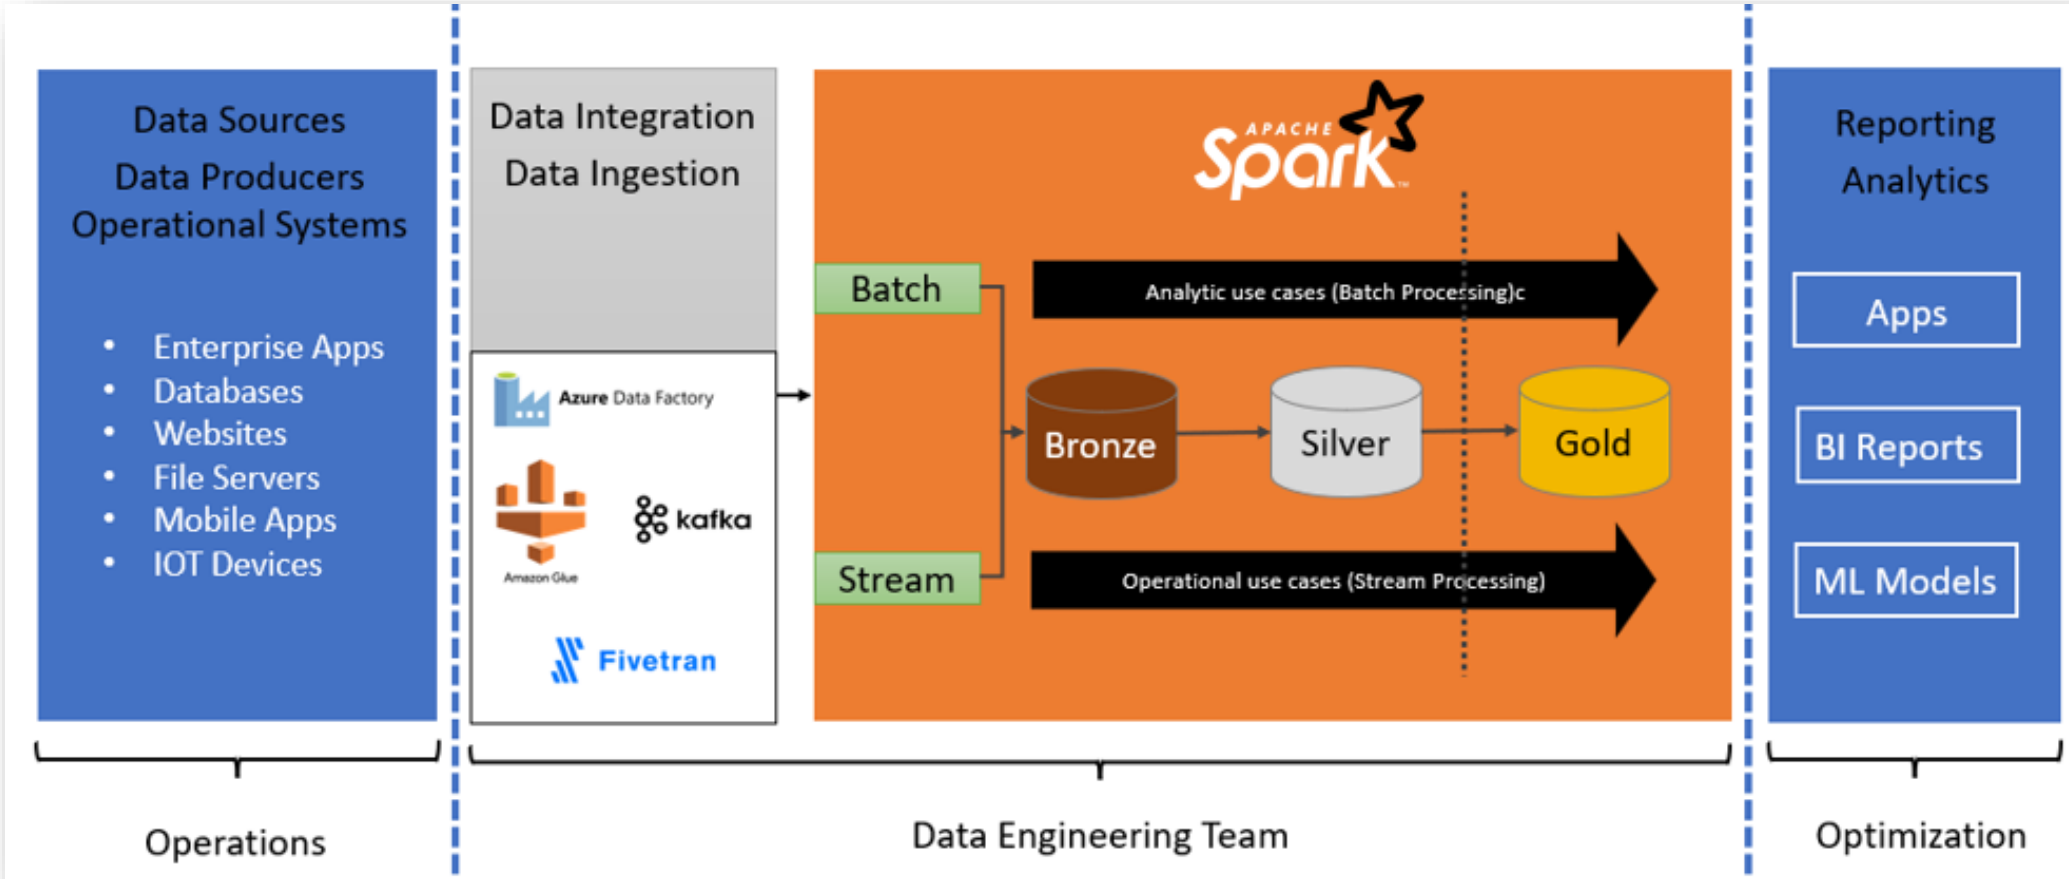 Data Sources
Data Producers
Operational Systems
• Enterprise Apps
• Databases
• Websites
• File Servers
• Mobile Apps
• IOT Devices
Operations
Data Integration
Data Ingestion
Azure Data Factory
Amazon Glue
kafka
Fivetran
APACHE
Spark™
Batch
Analytic use cases (Batch Processing)c
Bronze
Silver
Gold
Stream
Operational use cases (Stream Processing)
Data Engineering Team
Reporting
Analytics
Apps
BI Reports
ML Models
Optimization